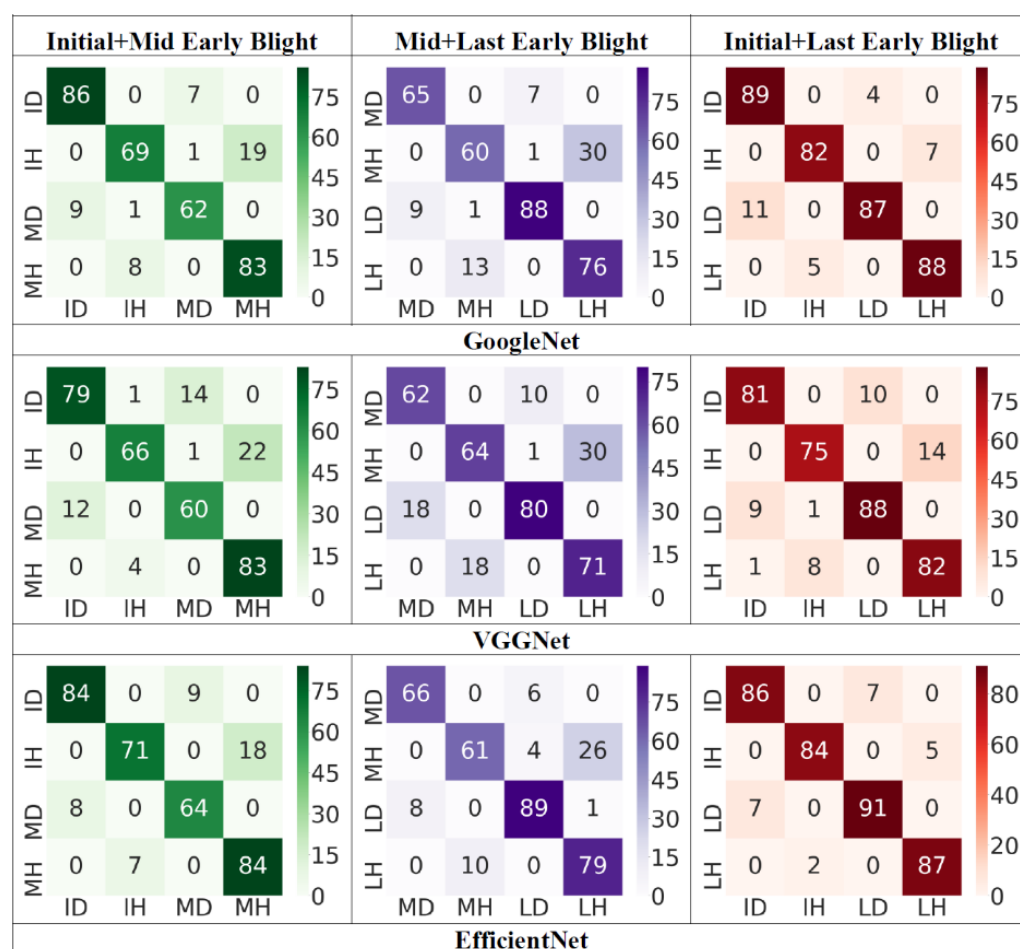 Initial+Mid Early Blight Mid+Last Early Blight Initial+Last Early Blight
ID 86 0 7 0 75 MD 65 0 7 0 75 ID 89 0 4 0 75
IH 0 69 1 19 60 MH 0 60 1 30 60 IH 0 82 0 7 60
45 45 45
MD 9 1 62 0 30 LD 9 1 88 0 30 LD 11 0 87 0 30
MH 0 8 0 83 15 LH 0 13 0 76 15 LH 0 5 0 88 15
0 0 0
ID IH MD MH MD MH LD LH ID IH LD LH
GoogleNet
ID 79 1 14 0 75 MD 62 0 10 0 75 ID 81 0 10 0 75
IH 0 66 1 22 60 MH 0 64 1 30 60 IH 0 75 0 14 60
45 45 45
MD 12 0 60 0 30 LD 18 0 80 0 30 LD 9 1 88 0 30
MH 0 4 0 83 15 LH 0 18 0 71 15 LH 1 8 0 82 15
0 0 0
ID IH MD MH MD MH LD LH ID IH LD LH
VGGNet
ID 84 0 9 0 75 MD 66 0 6 0 75 ID 86 0 7 0 80
IH 0 71 0 18 60 MH 0 61 4 26 60 IH 0 84 0 5 60
45 45
MD 8 0 64 0 30 LD 8 0 89 1 30 LD 7 0 91 0 40
MH 0 7 0 84 15 LH 0 10 0 79 15 LH 0 2 0 87 20
0 0 0
ID IH MD MH MD MH LD LH ID IH LD LH
EfficientNet